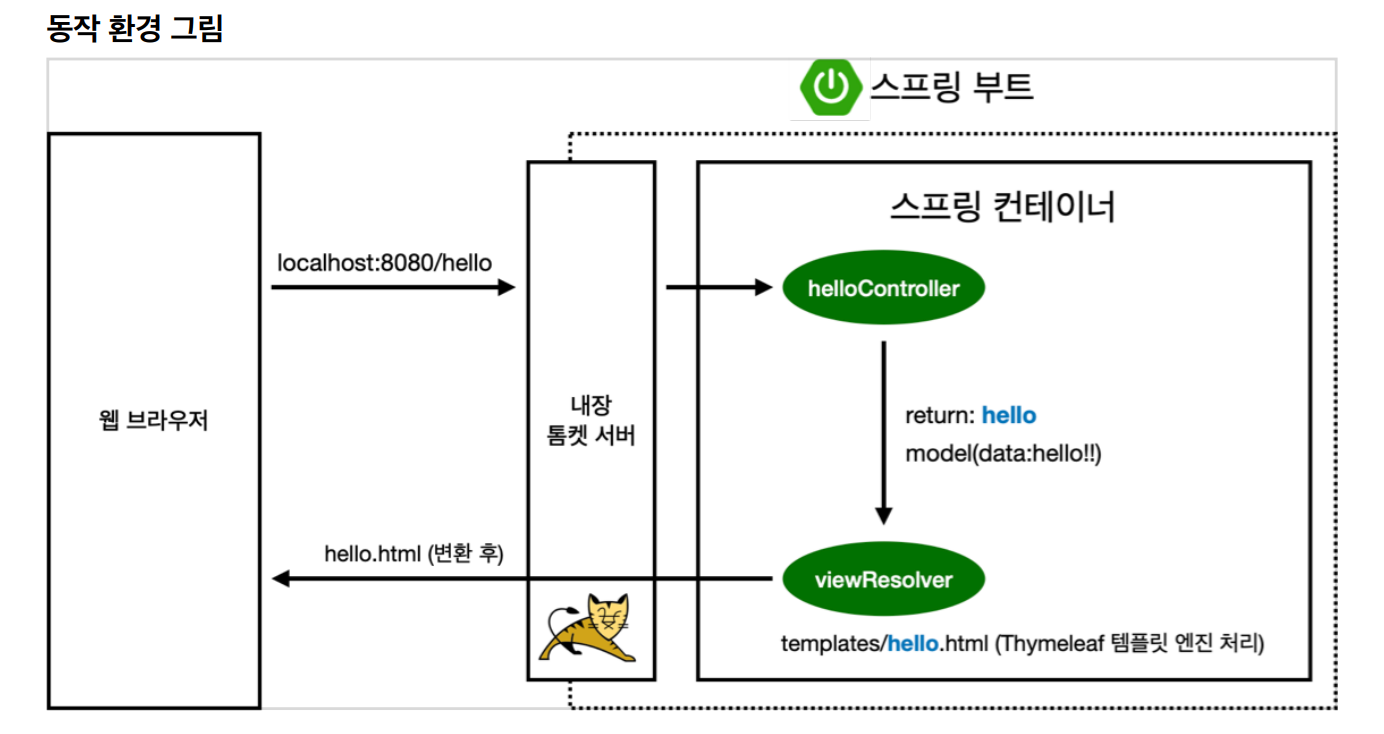 동작 환경 그림
스프링 부트
스프링 컨테이너
localhost:8080/hello
helloController
웹 브라우저
내장
톰켓 서버
return: hello
model(data:hello!!)
hello.html (변환 후)
viewResolver
templates/hello.html (Thymeleaf 템플릿 엔진 처리)